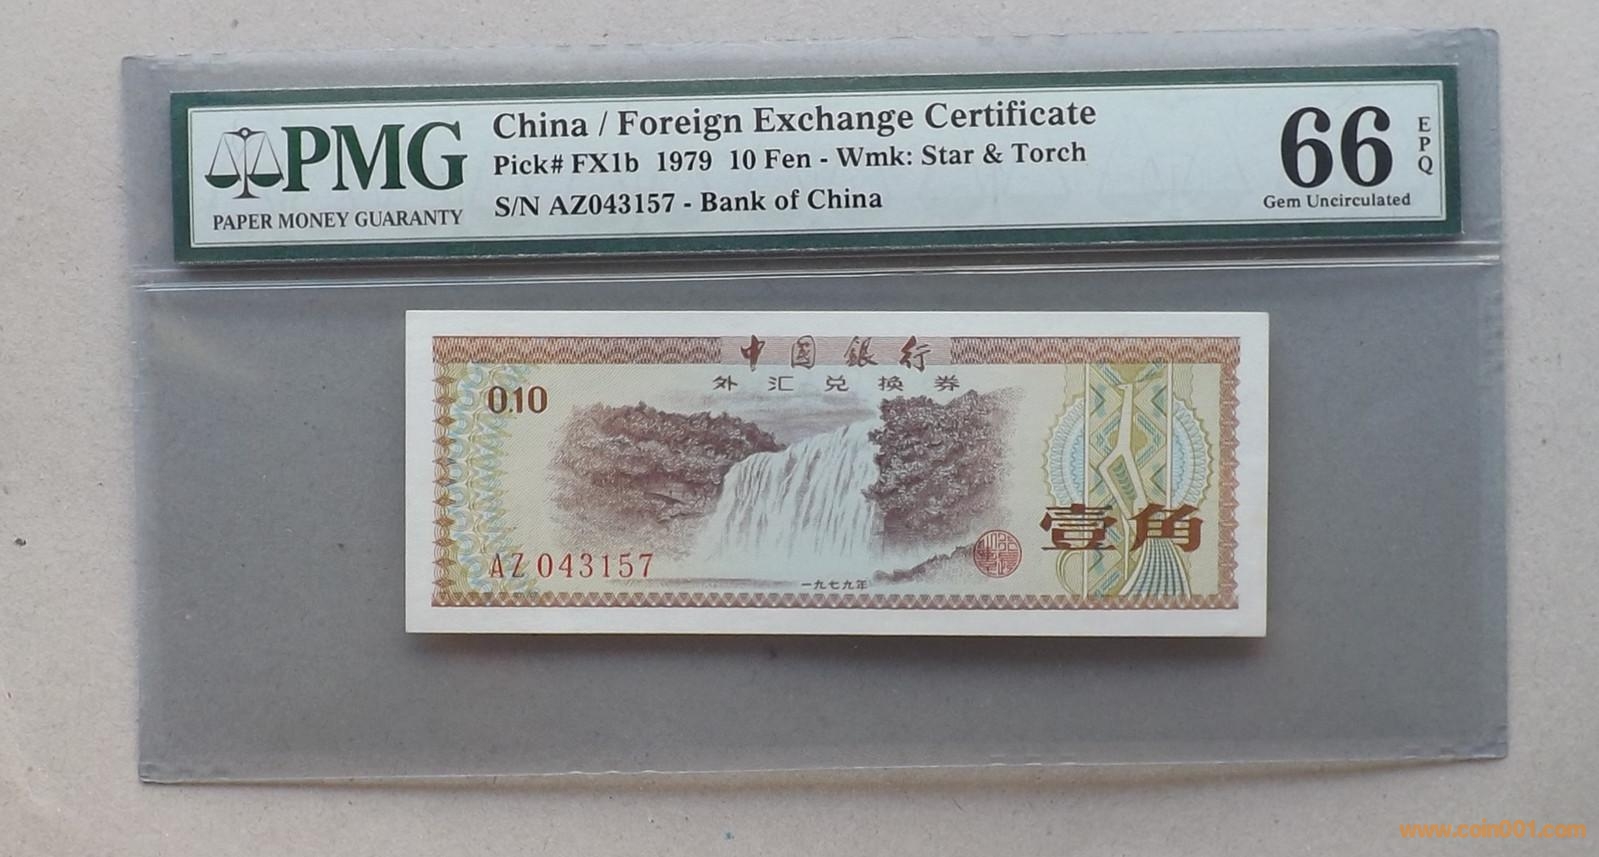 PMG
PAPER MONEY GUARANTY
China / Foreign Exchange Certificate
Pick# FX1b 1979 10 Fen - Wmk: Star & Torch
S/N AZ043157 - Bank of China
66
EPQ
Gem Uncirculated
中国銀行
外汇兑换券
0.10
壹角
AZ 043157
一九七九年
www.coin001.com